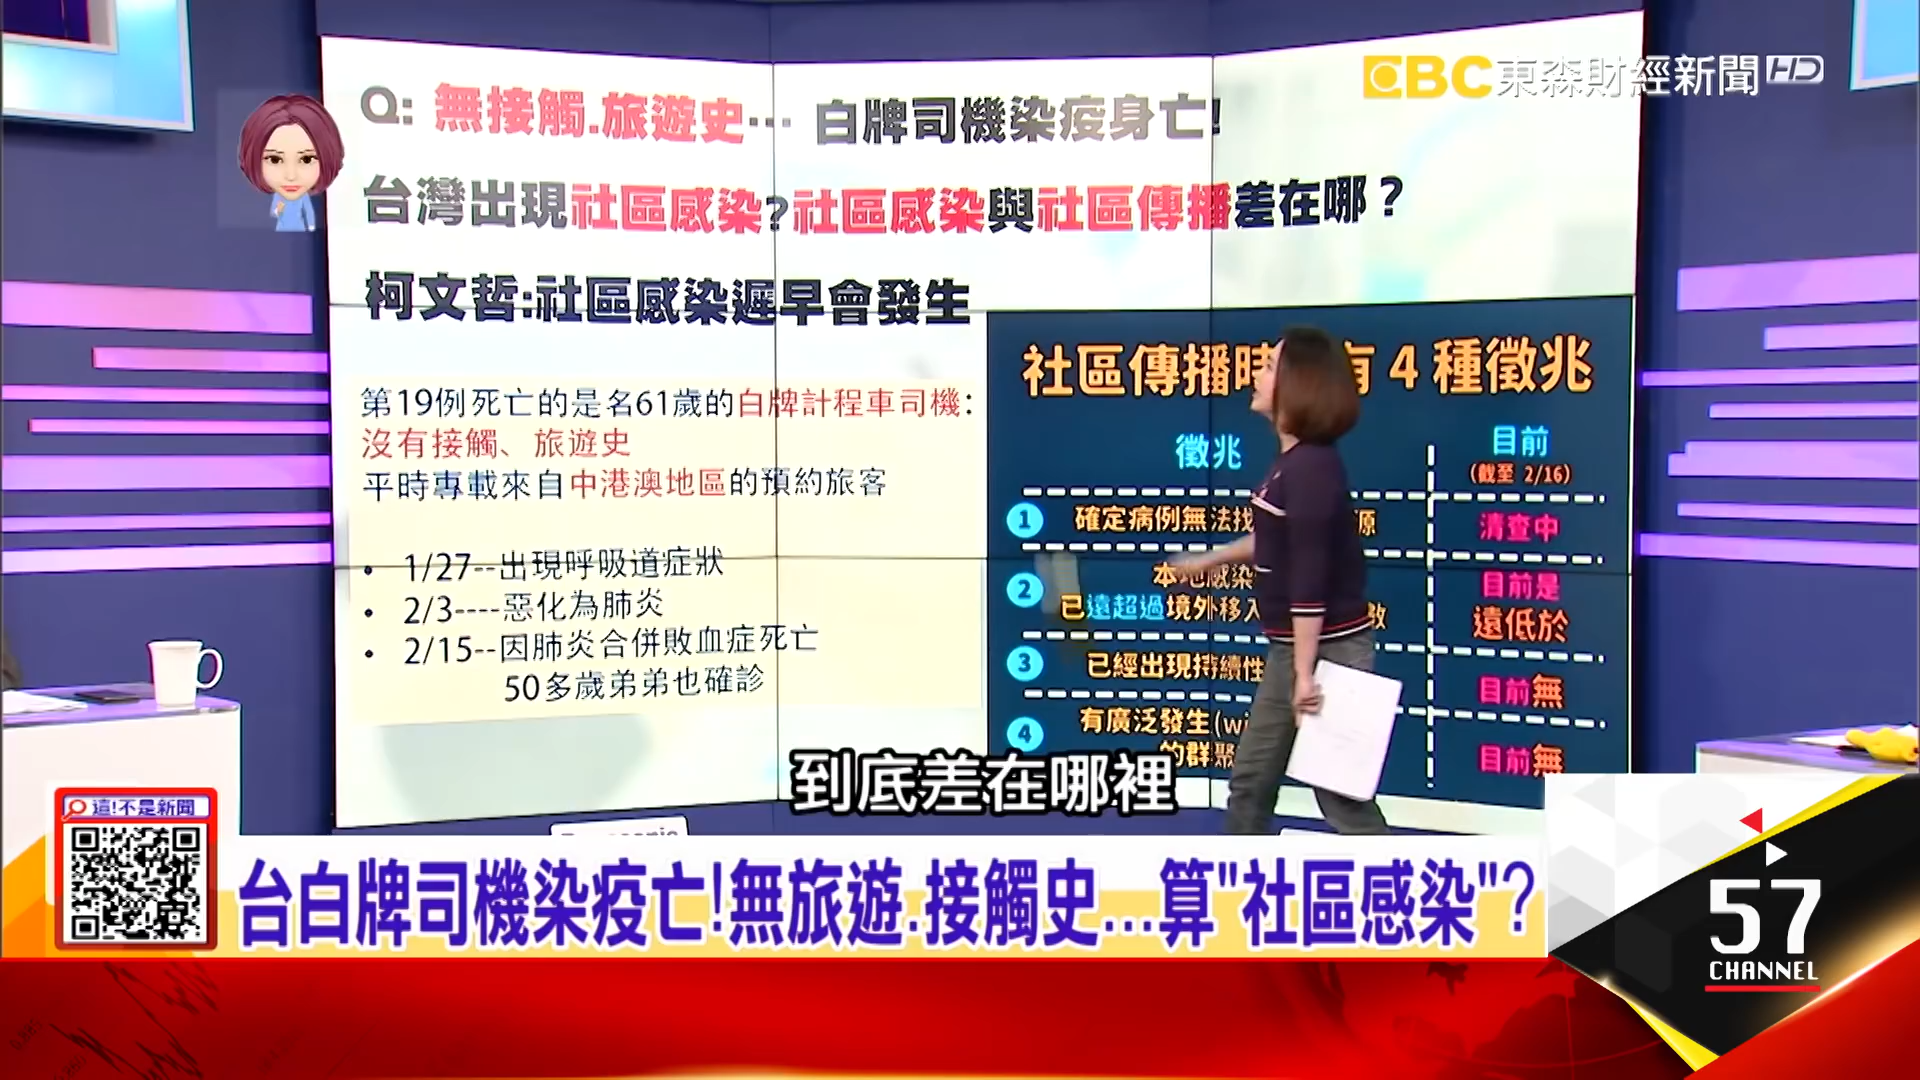 EBC 東森財經新聞 HD
Q: 無接觸.旅遊史… 白牌司機染疫身亡!
台灣出現社區感染?社區感染與社區傳播差在哪？
柯文哲:社區感染遲早會發生
第19例死亡的是名61歲的白牌計程車司機:
沒有接觸、旅遊史
平時專載來自中港澳地區的預約旅客
• 1/27--出現呼吸道症狀
• 2/3----惡化為肺炎
• 2/15--因肺炎合併敗血症死亡
50多歲弟弟也確診
社區傳播時 有 4 種徵兆
徵兆 目前
(截至 2/16)
1 確定病例無法找 源 清查中
2 本地感染 目前是
已遠超過境外移入 數 遠低於
3 已經出現持續性 目前無
4 有廣泛發生(wi
的群聚 目前無
到底差在哪裡
這!不是新聞
台白牌司機染疫亡!無旅遊.接觸史...算"社區感染"?
57
CHANNEL